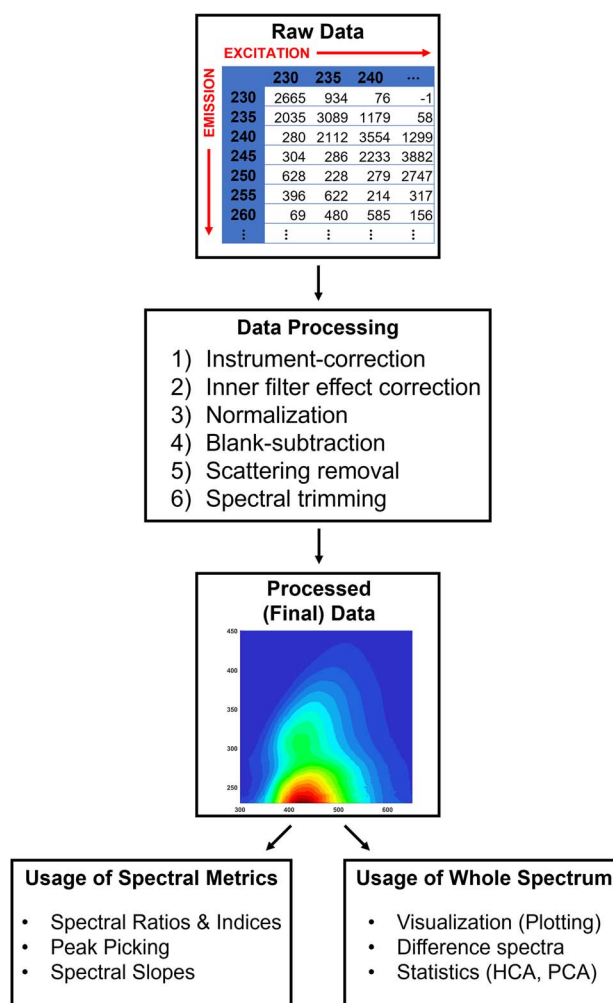 Raw Data
EXCITATION
EMISSION
230 235 240 ...
230 2665 934 76 -1
235 2035 3089 1179 58
240 280 2112 3554 1299
245 304 286 2233 3882
250 628 228 279 2747
255 396 622 214 317
260 69 480 585 156
⋮ ⋮ ⋮ ⋮ ⋮
Data Processing
1) Instrument-correction
2) Inner filter effect correction
3) Normalization
4) Blank-subtraction
5) Scattering removal
6) Spectral trimming
Processed
(Final) Data
450
400
350
300
250
300 400 500 600
Usage of Spectral Metrics
• Spectral Ratios & Indices
• Peak Picking
• Spectral Slopes
Usage of Whole Spectrum
• Visualization (Plotting)
• Difference spectra
• Statistics (HCA, PCA)